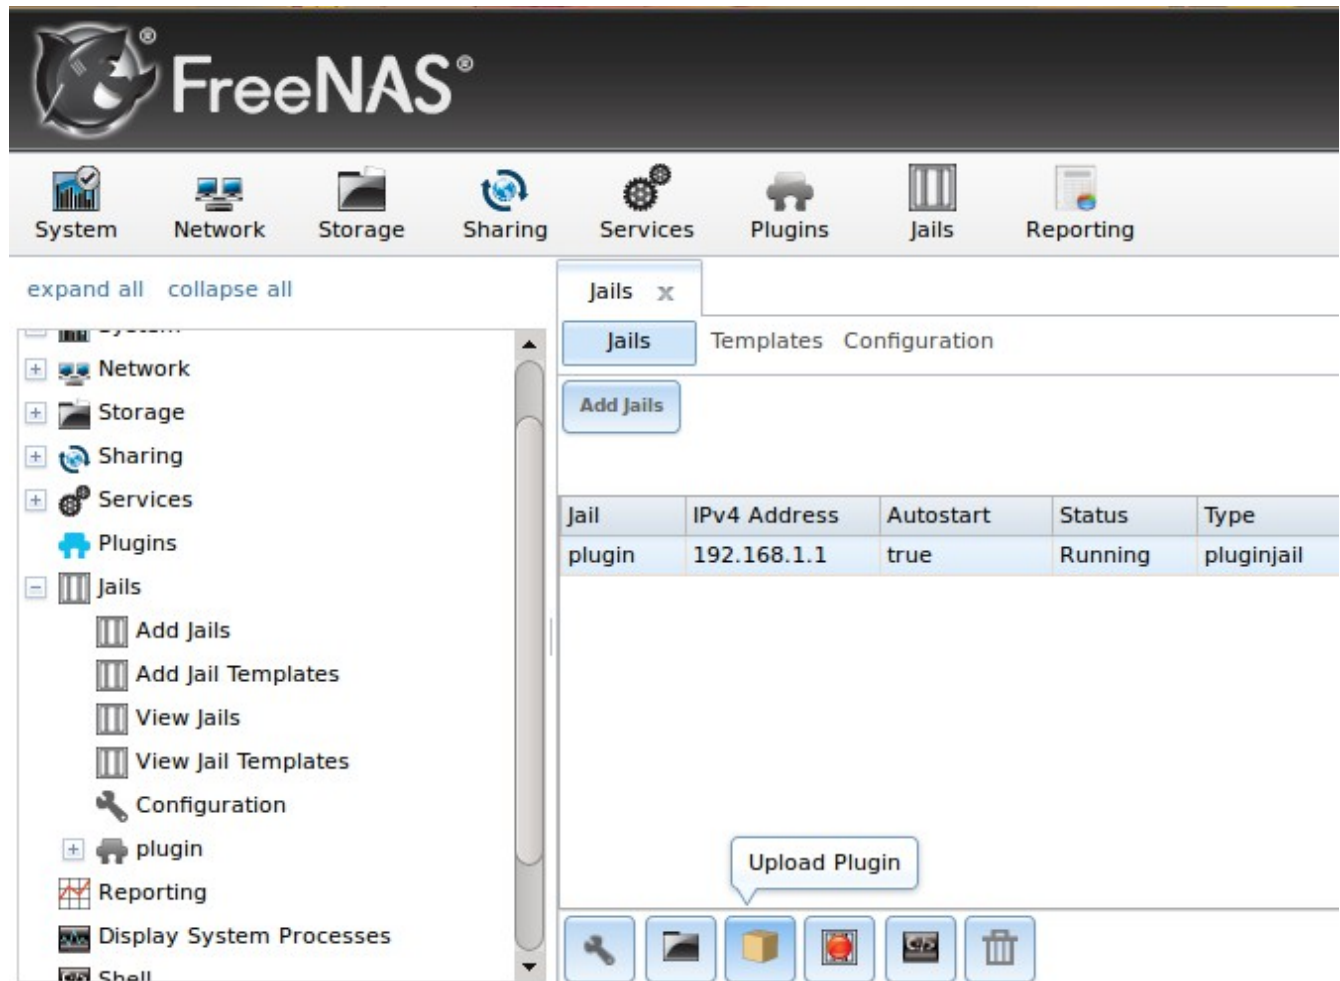 FreeNAS®
System Network Storage Sharing Services Plugins Jails Reporting
expand all collapse all
System
Network
Storage
Sharing
Services
Plugins
Jails
Add Jails
Add Jail Templates
View Jails
View Jail Templates
Configuration
plugin
Reporting
Display System Processes
Shell
Jails x
Jails Templates Configuration
Add Jails
Jail IPv4 Address Autostart Status Type
plugin 192.168.1.1 true Running pluginjail
Upload Plugin